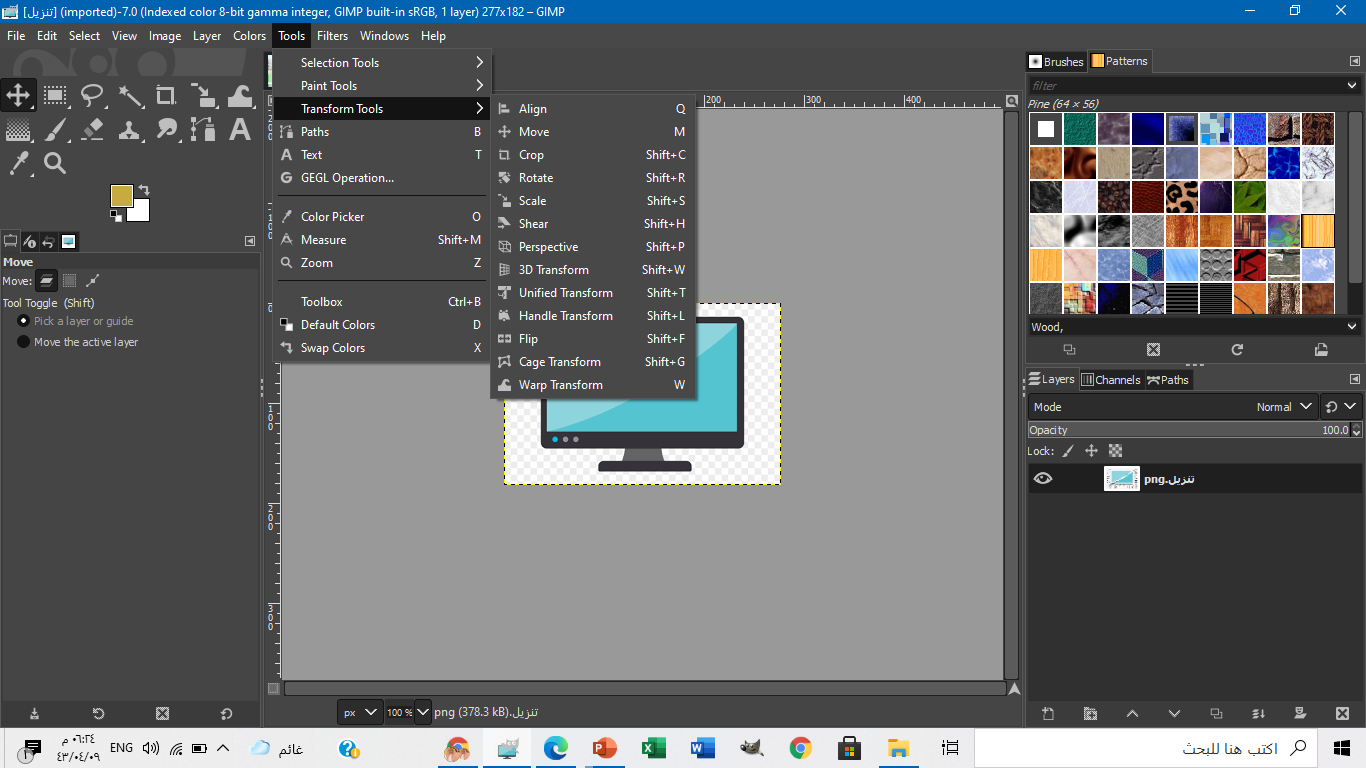 [تنزيل] (imported)-7.0 (Indexed color 8-bit gamma integer, GIMP built-in sRGB, 1 layer) 277x182 – GIMP
File Edit Select View Image Layer Colors Tools Filters Windows Help
Selection Tools
Paint Tools
Transform Tools
Paths B
Text T
GEGL Operation...
Color Picker O
Measure Shift+M
Zoom Z
Toolbox Ctrl+B
Default Colors D
Swap Colors X
Align Q
Move M
Crop Shift+C
Rotate Shift+R
Scale Shift+S
Shear Shift+H
Perspective Shift+P
3D Transform Shift+W
Unified Transform Shift+T
Handle Transform Shift+L
Flip Shift+F
Cage Transform Shift+G
Warp Transform W
Move
Move:
Tool Toggle (Shift)
Pick a layer or guide
Move the active layer
200 300 400
0
100
200
300
Brushes Patterns
filter
Pine (64 × 56)
Wood,
Layers Channels Paths
Mode Normal
Opacity 100.0
Lock:
تنزيل.png
px 100 % تنزيل.png (378.3 kB)
٠٦:٢٤ م
٤٣/٠٤/٠٩
ENG
غائم
اكتب هنا للبحث